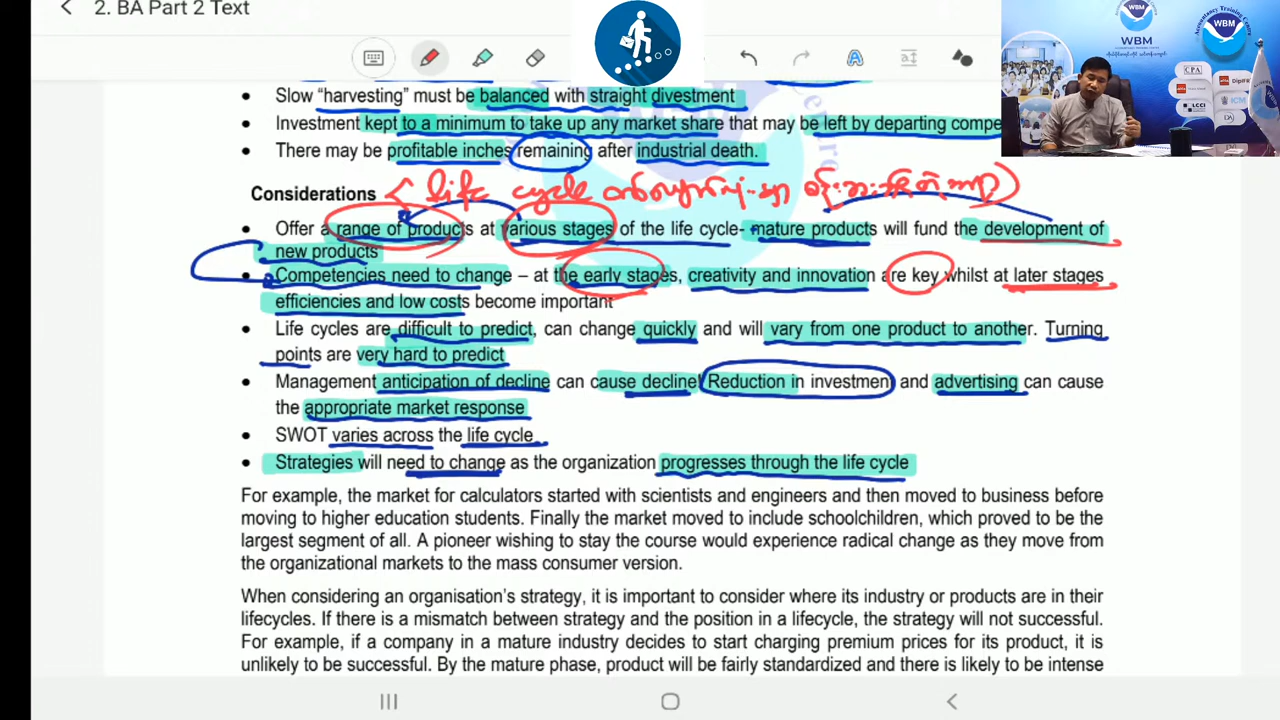 2. BA Part 2 Text
WBM
CPA
LCCI
ICM
WBM
• Slow “harvesting” must be balanced with straight divestment
• Investment kept to a minimum to take up any market share that may be left by departing compe
• There may be profitable inches remaining after industrial death.
Considerations < life cycle
• Offer a range of products at various stages of the life cycle- mature products will fund the development of
new products
• Competencies need to change – at the early stages, creativity and innovation are key whilst at later stages
efficiencies and low costs become important
• Life cycles are difficult to predict, can change quickly and will vary from one product to another. Turning
points are very hard to predict
• Management anticipation of decline can cause decline! Reduction in investment and advertising can cause
the appropriate market response
• SWOT varies across the life cycle.
• Strategies will need to change as the organization progresses through the life cycle
For example, the market for calculators started with scientists and engineers and then moved to business before
moving to higher education students. Finally the market moved to include schoolchildren, which proved to be the
largest segment of all. A pioneer wishing to stay the course would experience radical change as they move from
the organizational markets to the mass consumer version.
When considering an organisation’s strategy, it is important to consider where its industry or products are in their
lifecycles. If there is a mismatch between strategy and the position in a lifecycle, the strategy will not successful.
For example, if a company in a mature industry decides to start charging premium prices for its product, it is
unlikely to be successful. By the mature phase, product will be fairly standardized and there is likely to be intense